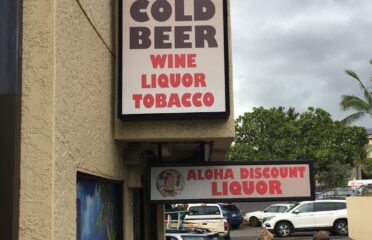 COLD
BEER
WINE
LIQUOR
TOBACCO
ALOHA DISCOUNT
LIQUOR